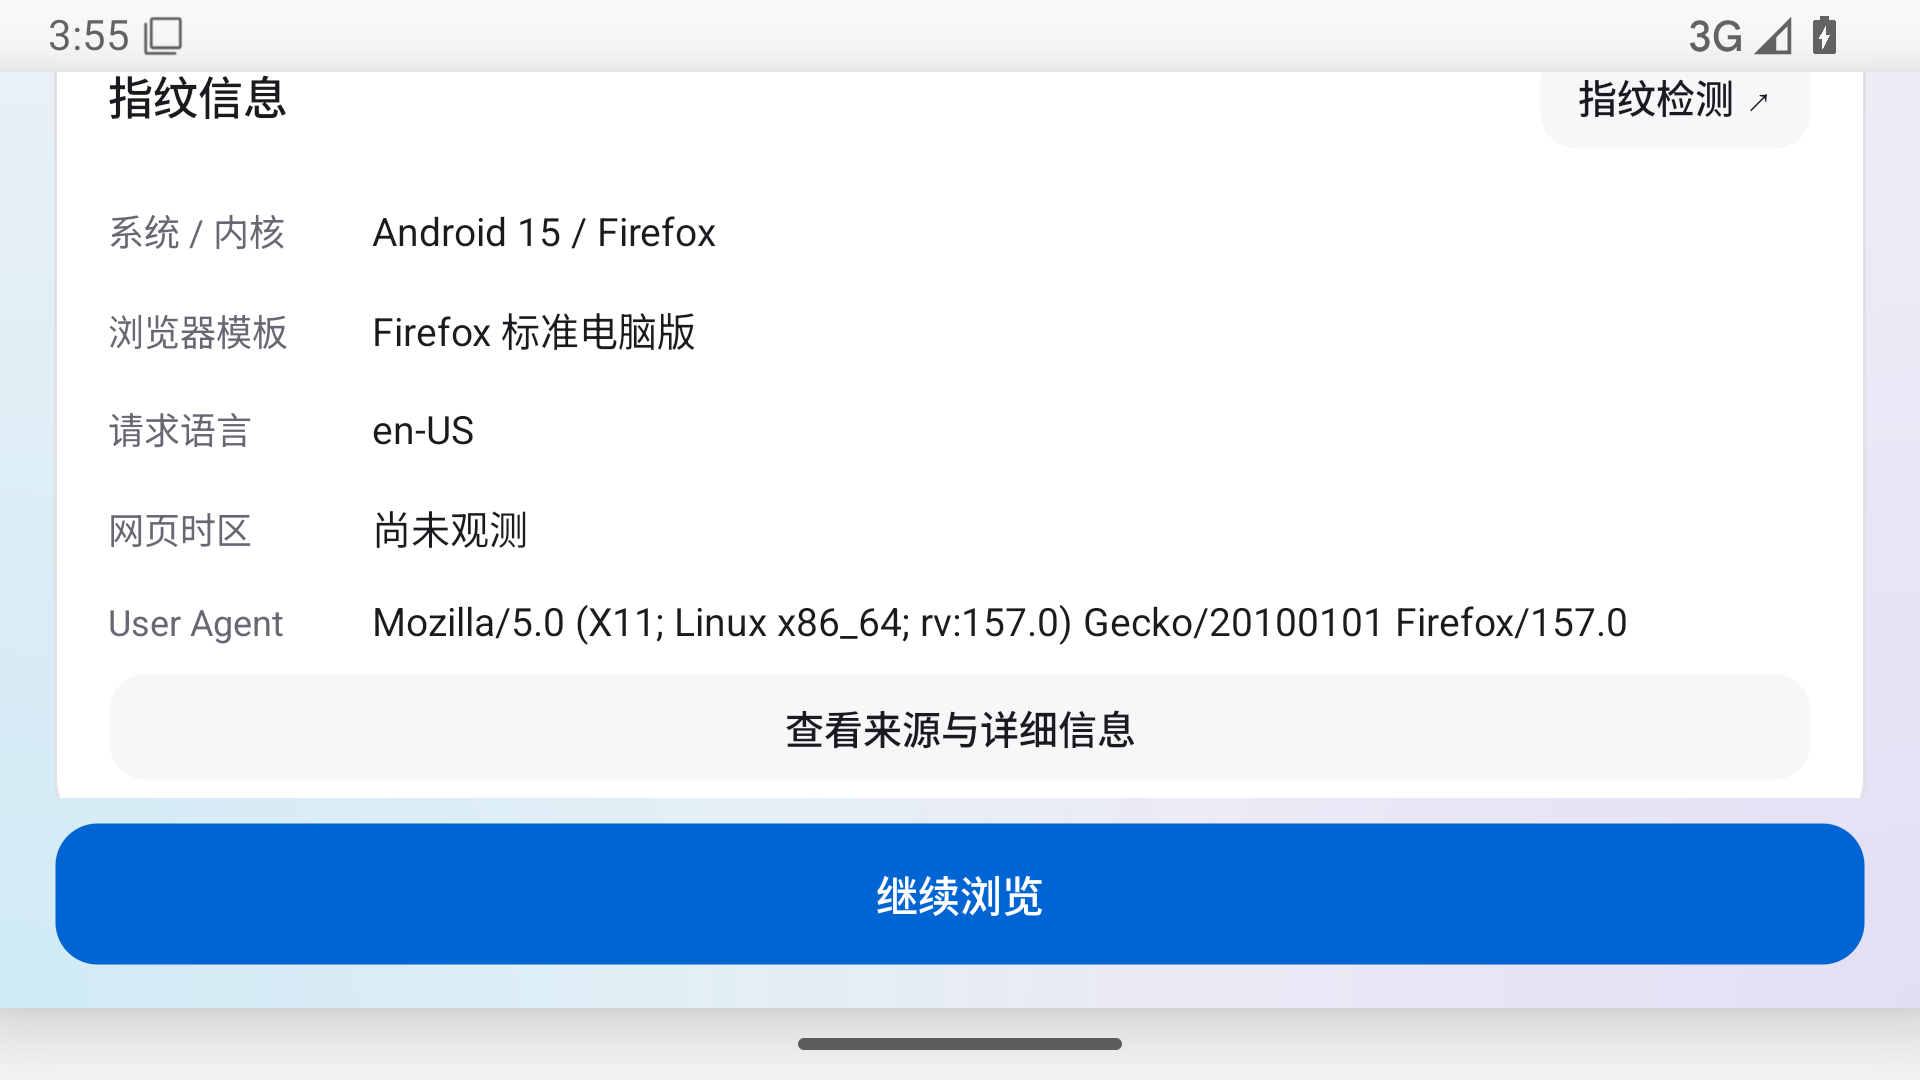 3:55
3G
指纹信息
指纹检测 ↗
系统 / 内核
Android 15 / Firefox
浏览器模板
Firefox 标准电脑版
请求语言
en-US
网页时区
尚未观测
User Agent
Mozilla/5.0 (X11; Linux x86_64; rv:157.0) Gecko/20100101 Firefox/157.0
查看来源与详细信息
继续浏览